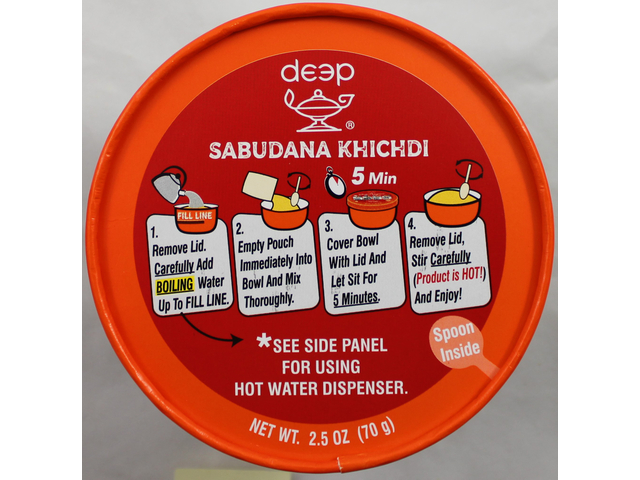 deep
®
SABUDANA KHICHDI
5 Min
FILL LINE
1.
Remove Lid.
Carefully Add
BOILING Water
Up To FILL LINE.
2.
Empty Pouch
Immediately Into
Bowl And Mix
Thoroughly.
3.
Cover Bowl
With Lid And
Let Sit For
5 Minutes.
4.
Remove Lid,
Stir Carefully
(Product is HOT!)
And Enjoy!
*SEE SIDE PANEL
FOR USING
HOT WATER DISPENSER.
Spoon
Inside
NET WT. 2.5 OZ (70 g)